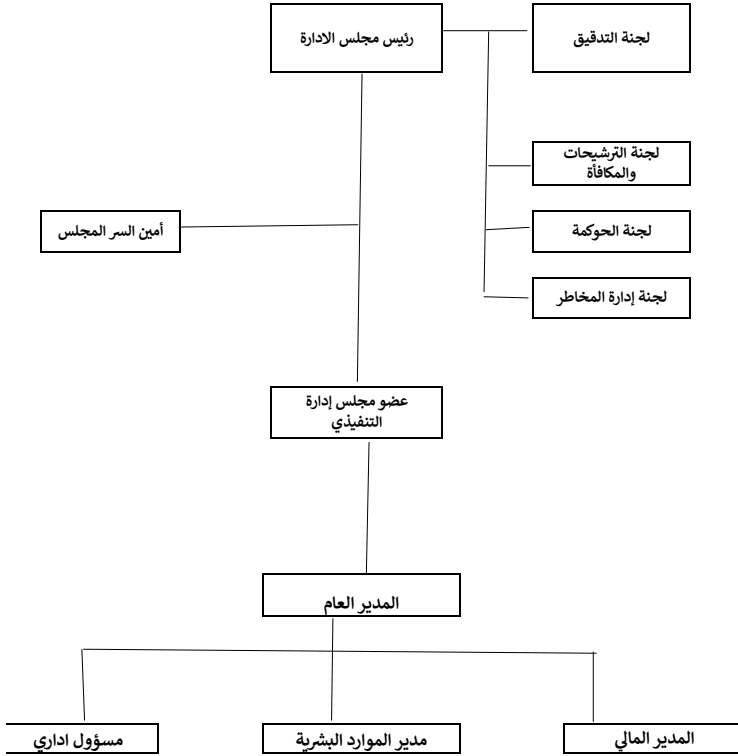 رئيس مجلس الادارة
لجنة التدقيق
لجنة الترشيحات
والمكافأة
أمين السر المجلس
لجنة الحوكمة
لجنة إدارة المخاطر
عضو مجلس إدارة
التنفيذي
المدير العام
المدير المالي
مدير الموارد البشرية
مسؤول اداري